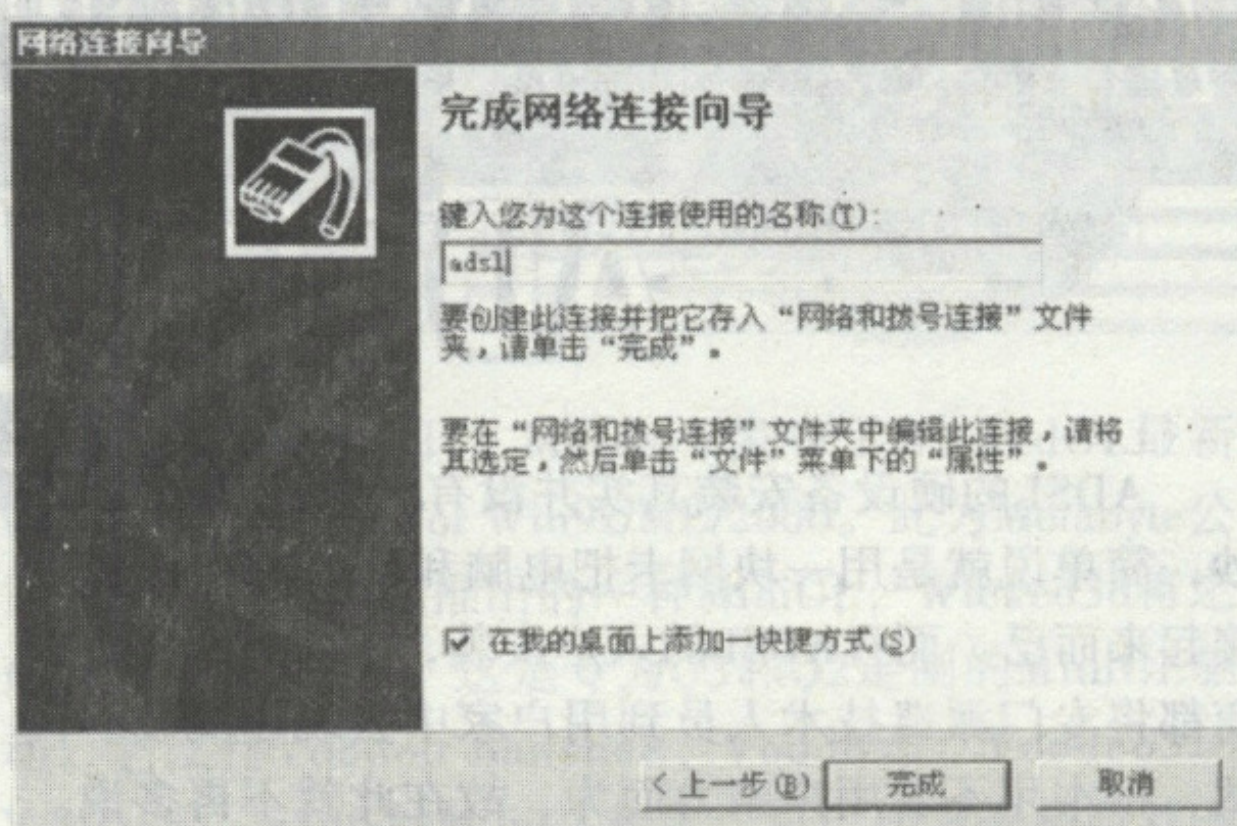 网络连接向导
完成网络连接向导
键入您为这个连接使用的名称(T):
adsl
要创建此连接并把它存入“网络和拨号连接”文件
夹，请单击“完成”。
要在“网络和拨号连接”文件夹中编辑此连接，请将
其选定，然后单击“文件”菜单下的“属性”。
在我的桌面上添加一快捷方式(S)
<上一步(B)
完成
取消